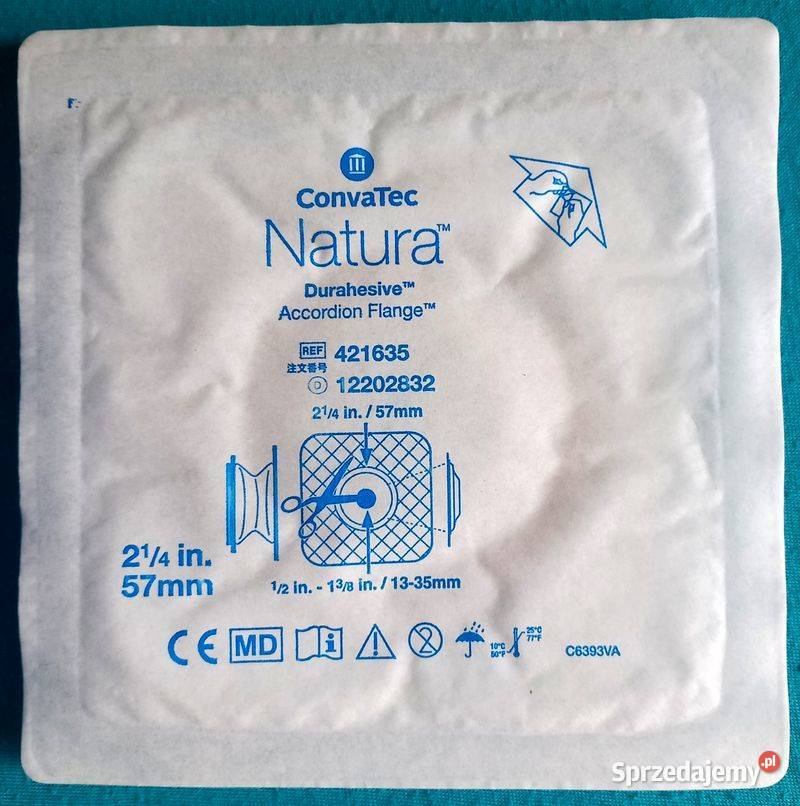 ConvaTec
Natura™
Durahesive™
Accordion Flange™
REF 421635
注文番号
D 12202832
2¹/4 in. / 57mm
2¹/4 in.
57mm
¹/2 in. - 1³/8 in. / 13-35mm
CE MD i 2
10°C
50°F
25°C
77°F
C6393VA
Sprzedajemy.pl